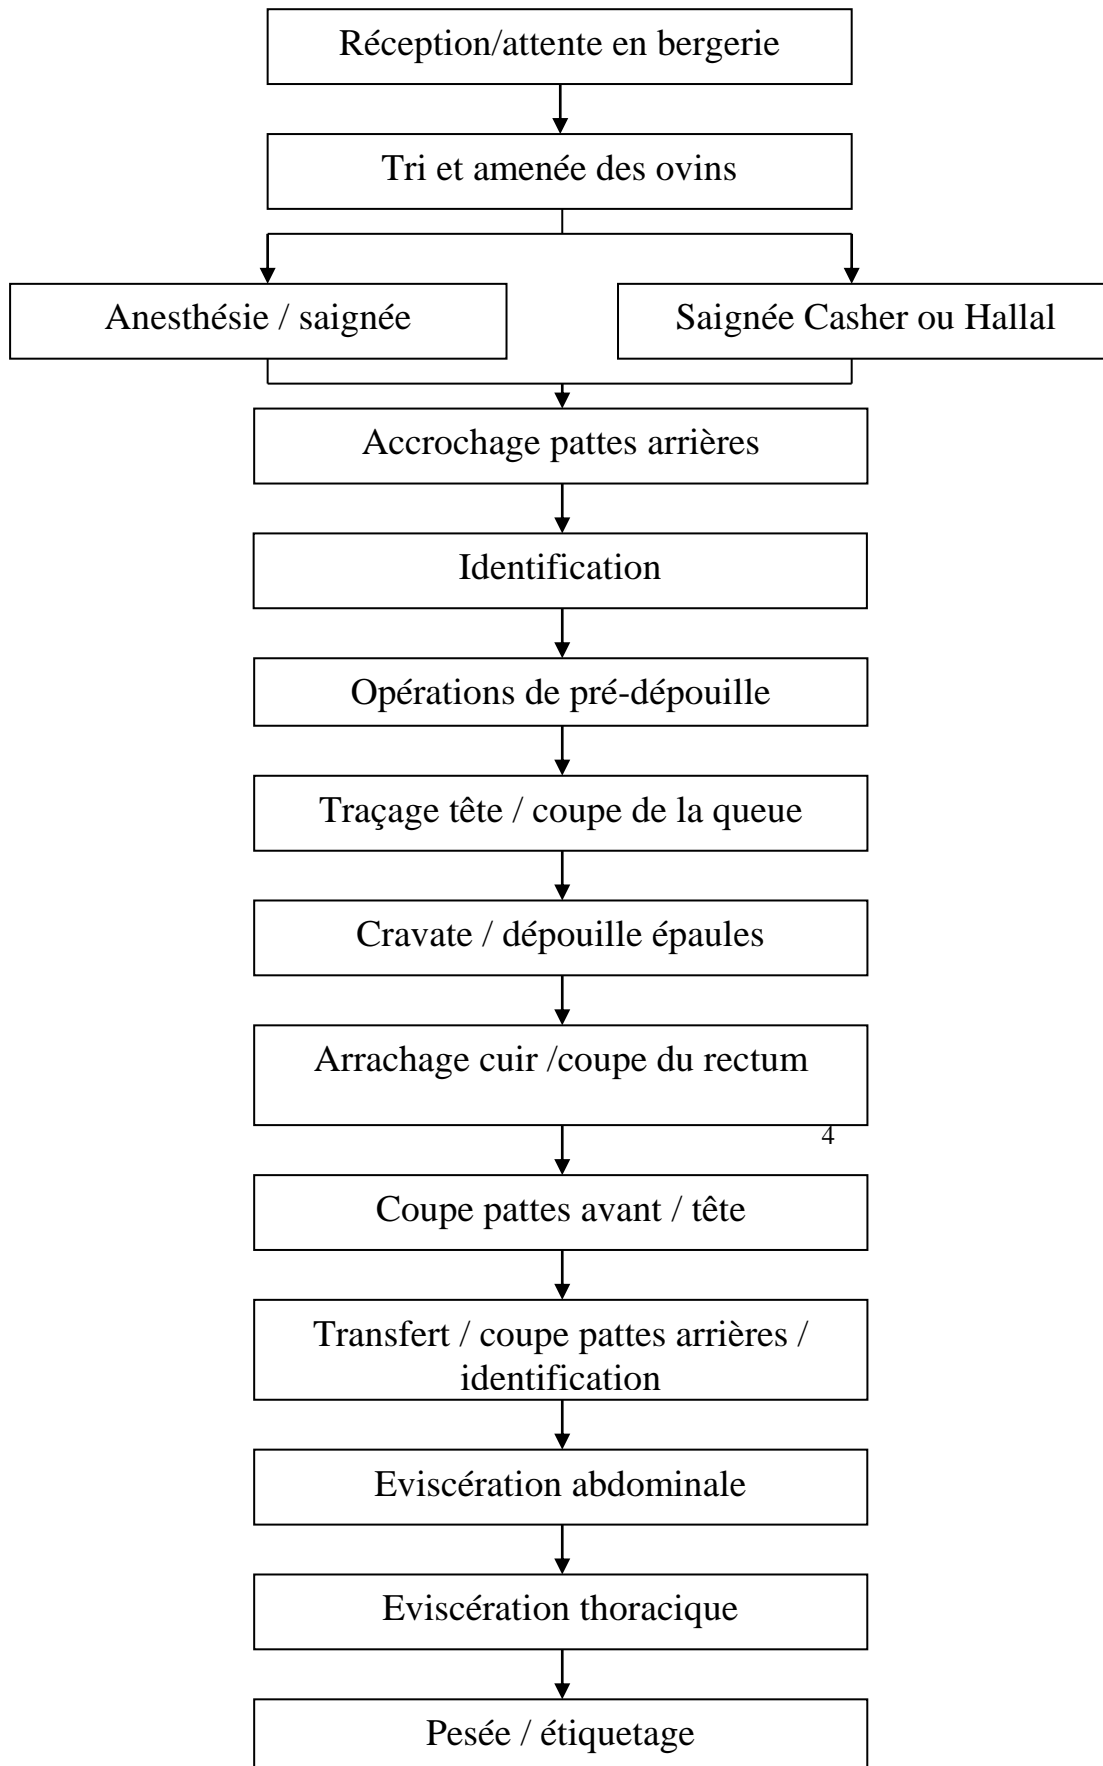 Réception/attente en bergerie
Tri et amenée des ovins
Anesthésie / saignée
Saignée Casher ou Hallal
Accrochage pattes arrières
Identification
Opérations de pré-dépouille
Traçage tête / coupe de la queue
Cravate / dépouille épaules
Arrachage cuir /coupe du rectum
4
Coupe pattes avant / tête
Transfert / coupe pattes arrières /
identification
Eviscération abdominale
Eviscération thoracique
Pesée / étiquetage